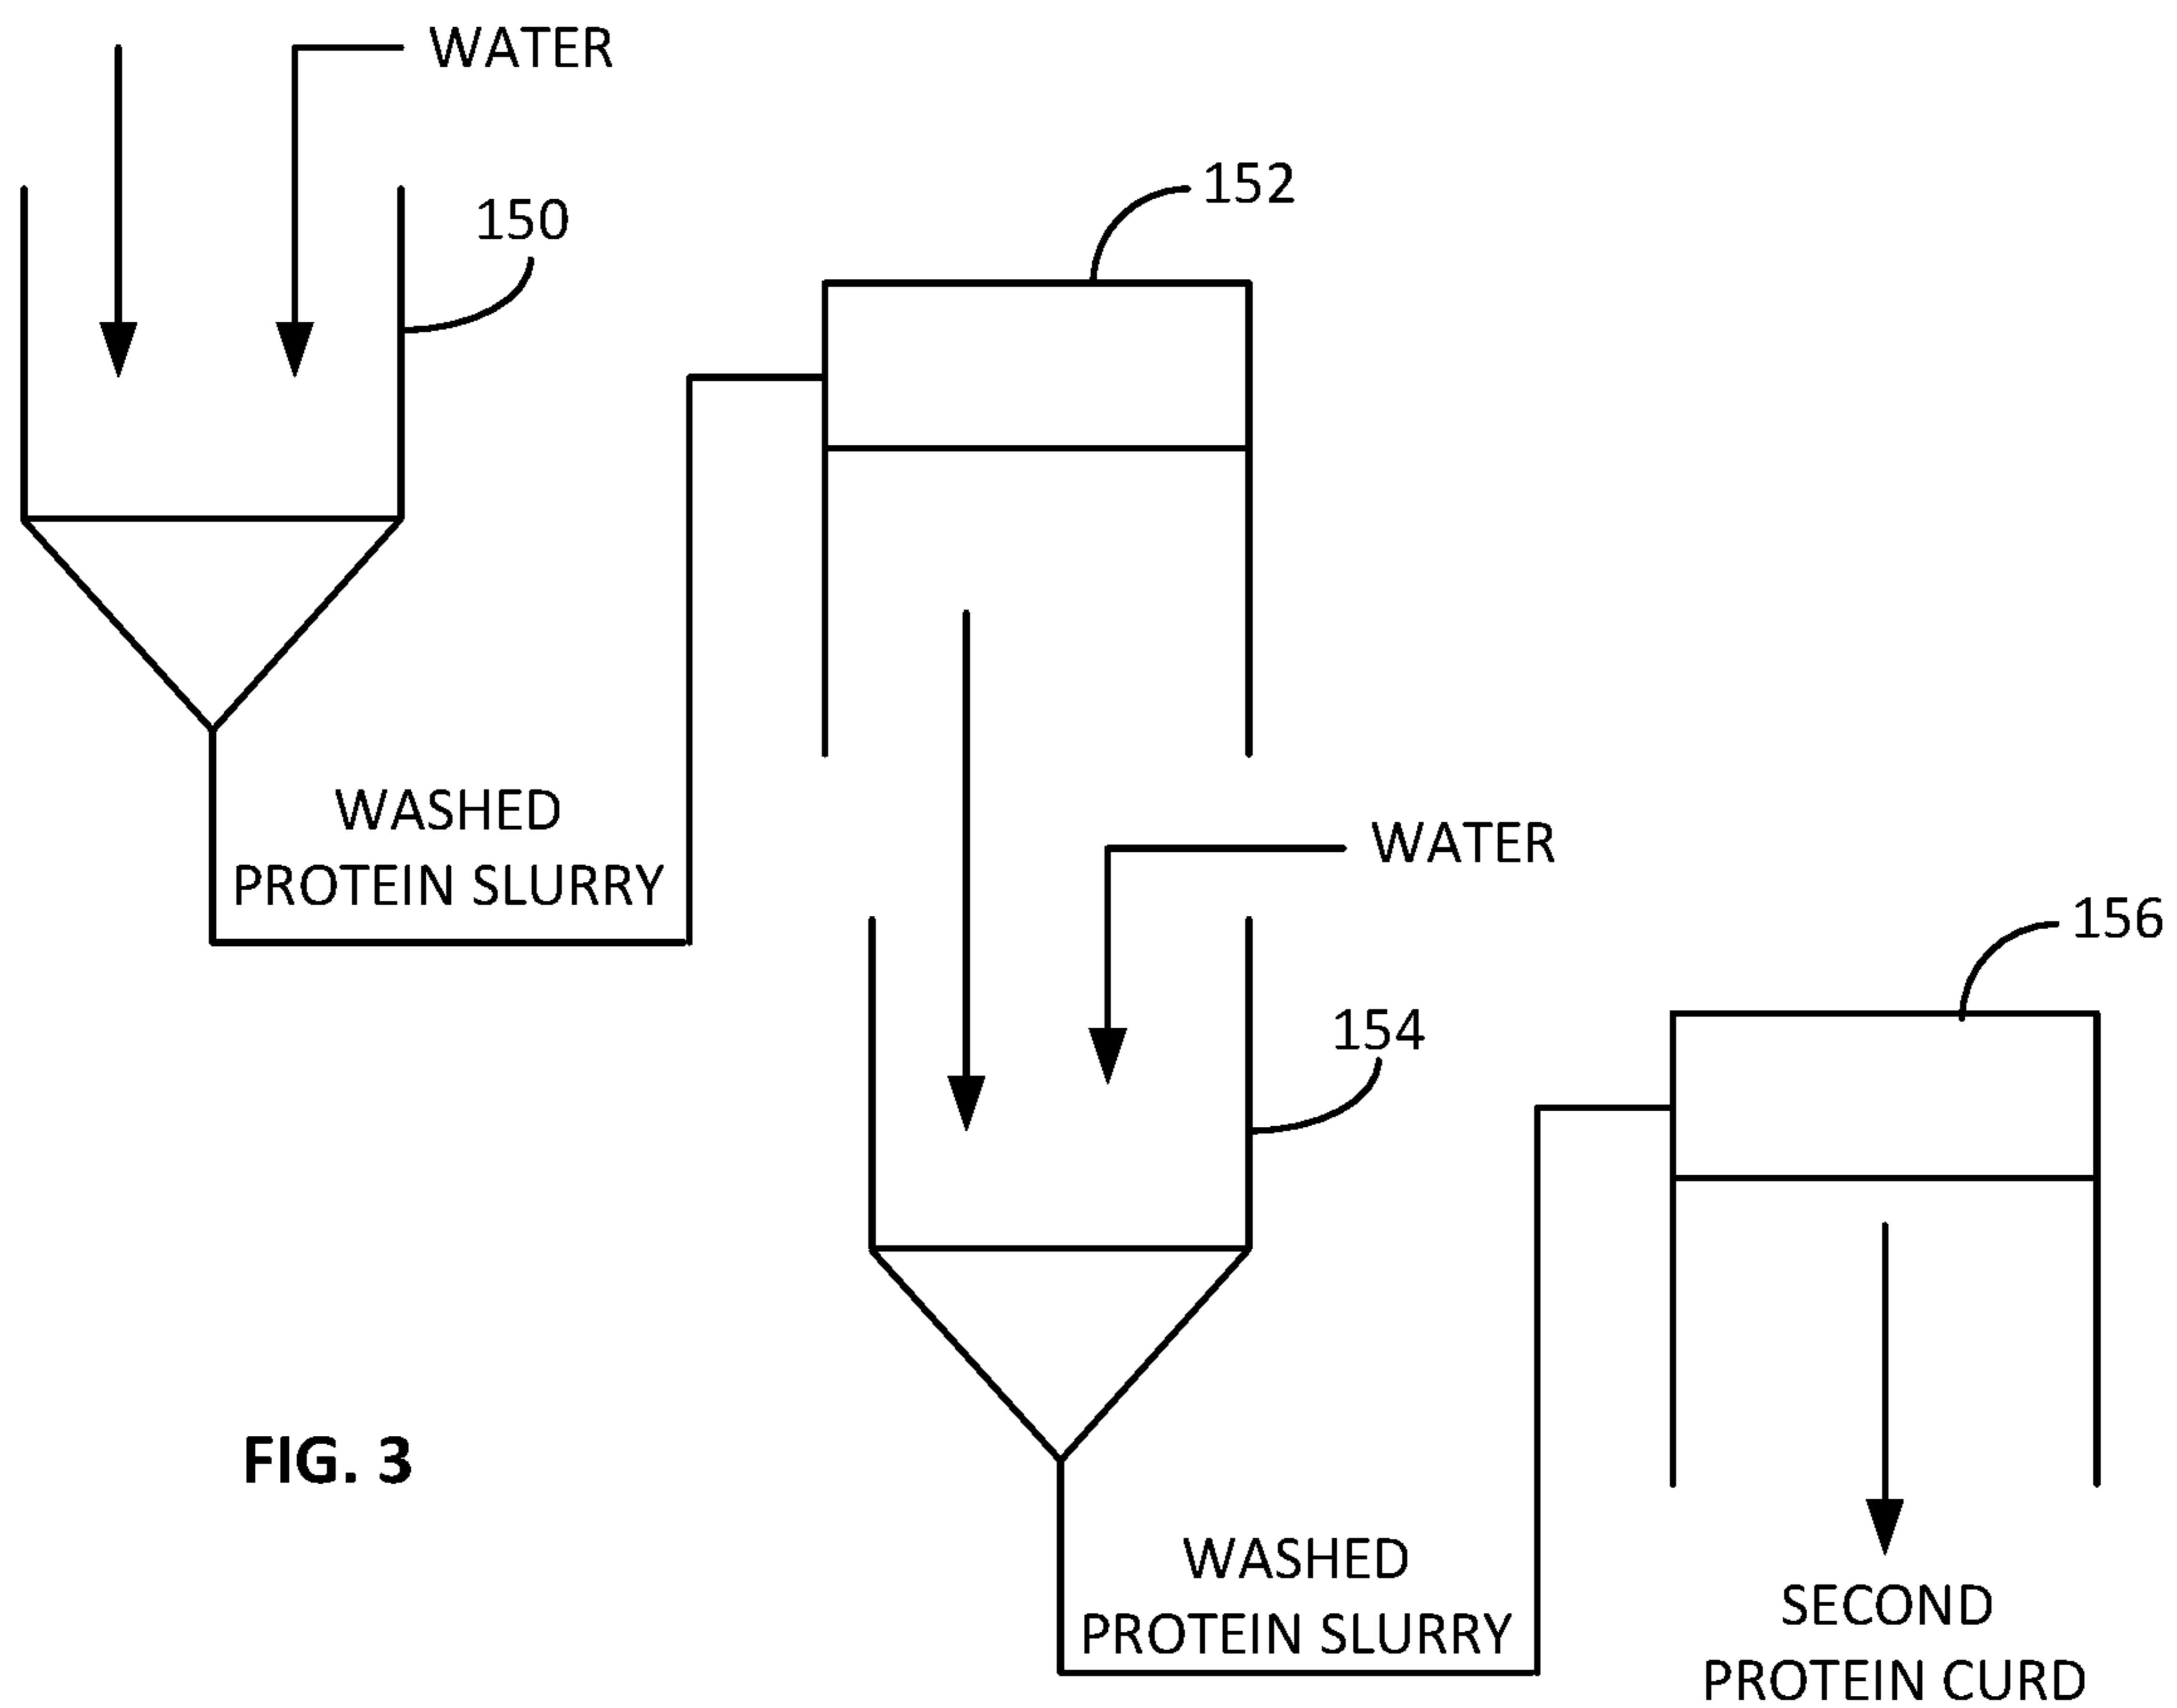 WATER
150
152
WASHED
PROTEIN SLURRY
WATER
154
156
FIG. 3
WASHED
PROTEIN SLURRY
SECOND
PROTEIN CURD